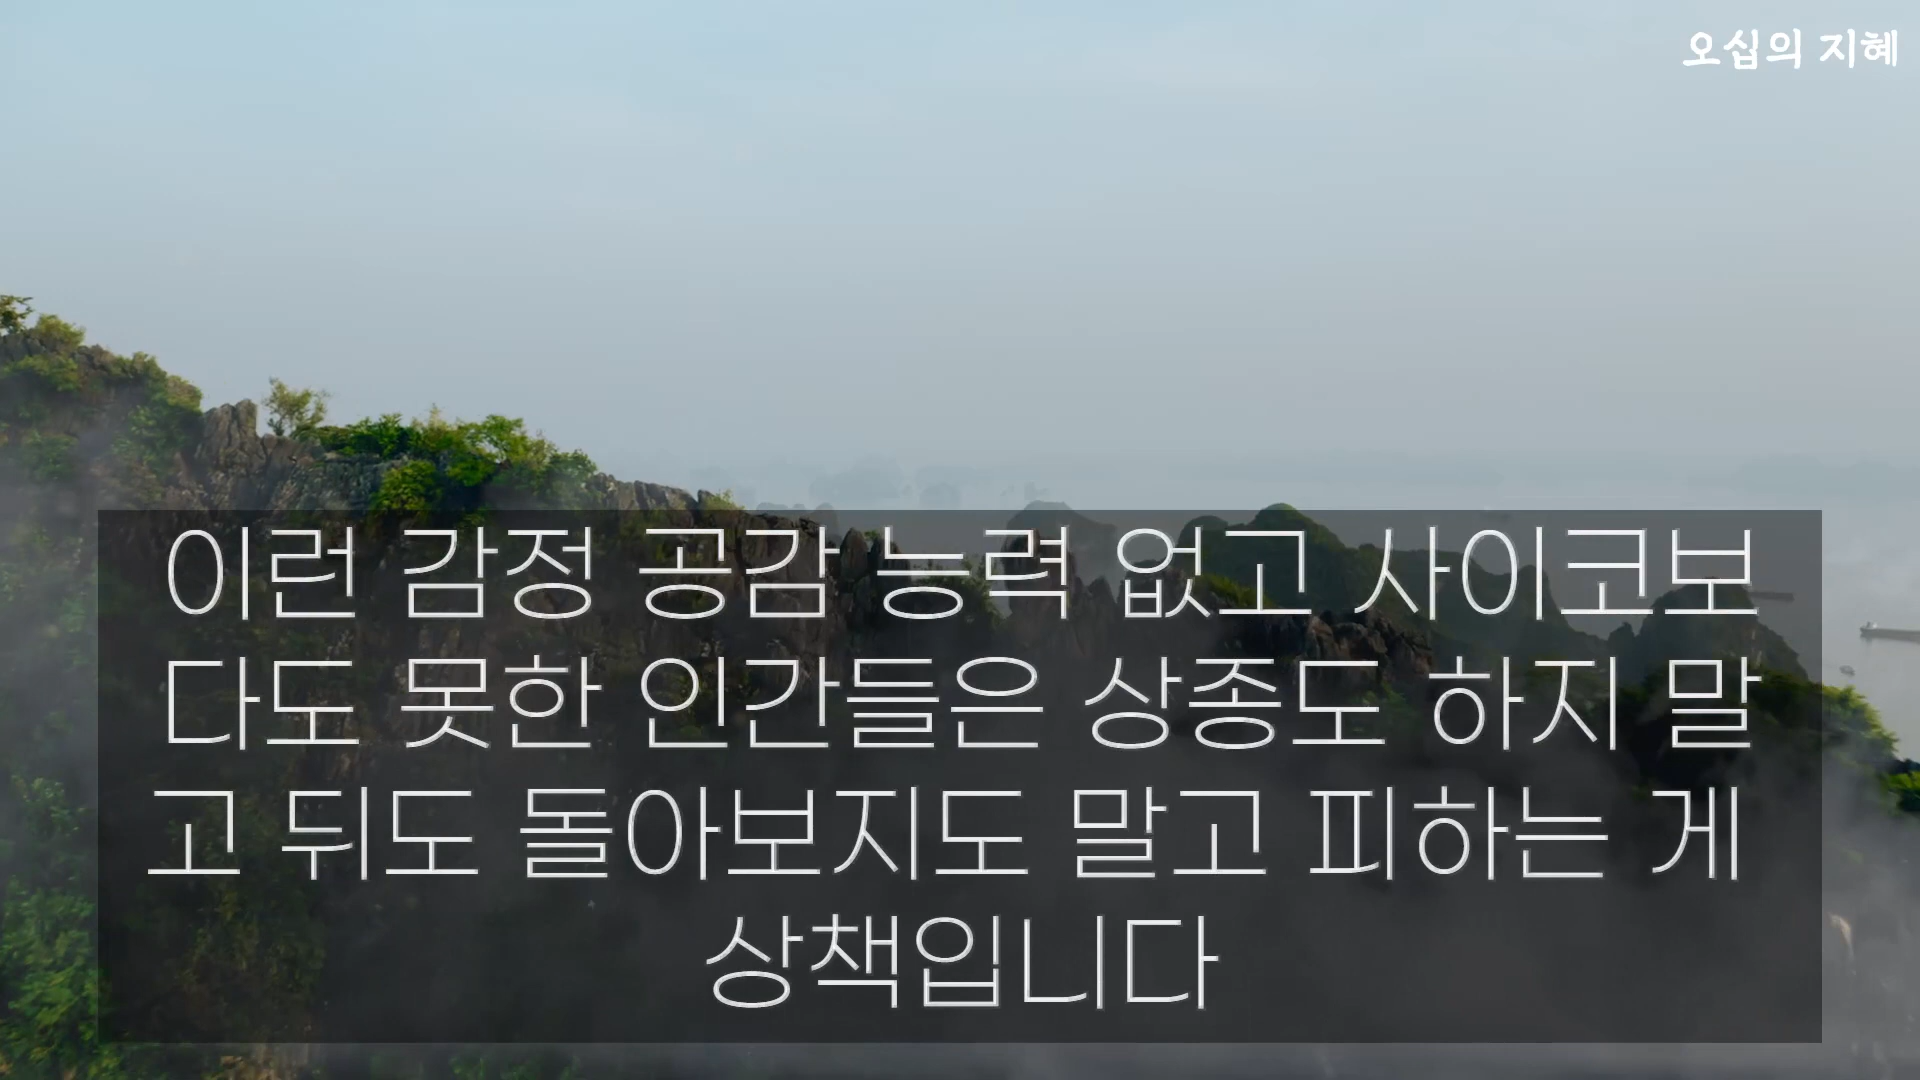 오십의 지혜
이런 감정 공감 능력 없고 사이코보
다도 못한 인간들은 상종도 하지 말
고 뒤도 돌아보지도 말고 피하는 게
상책입니다